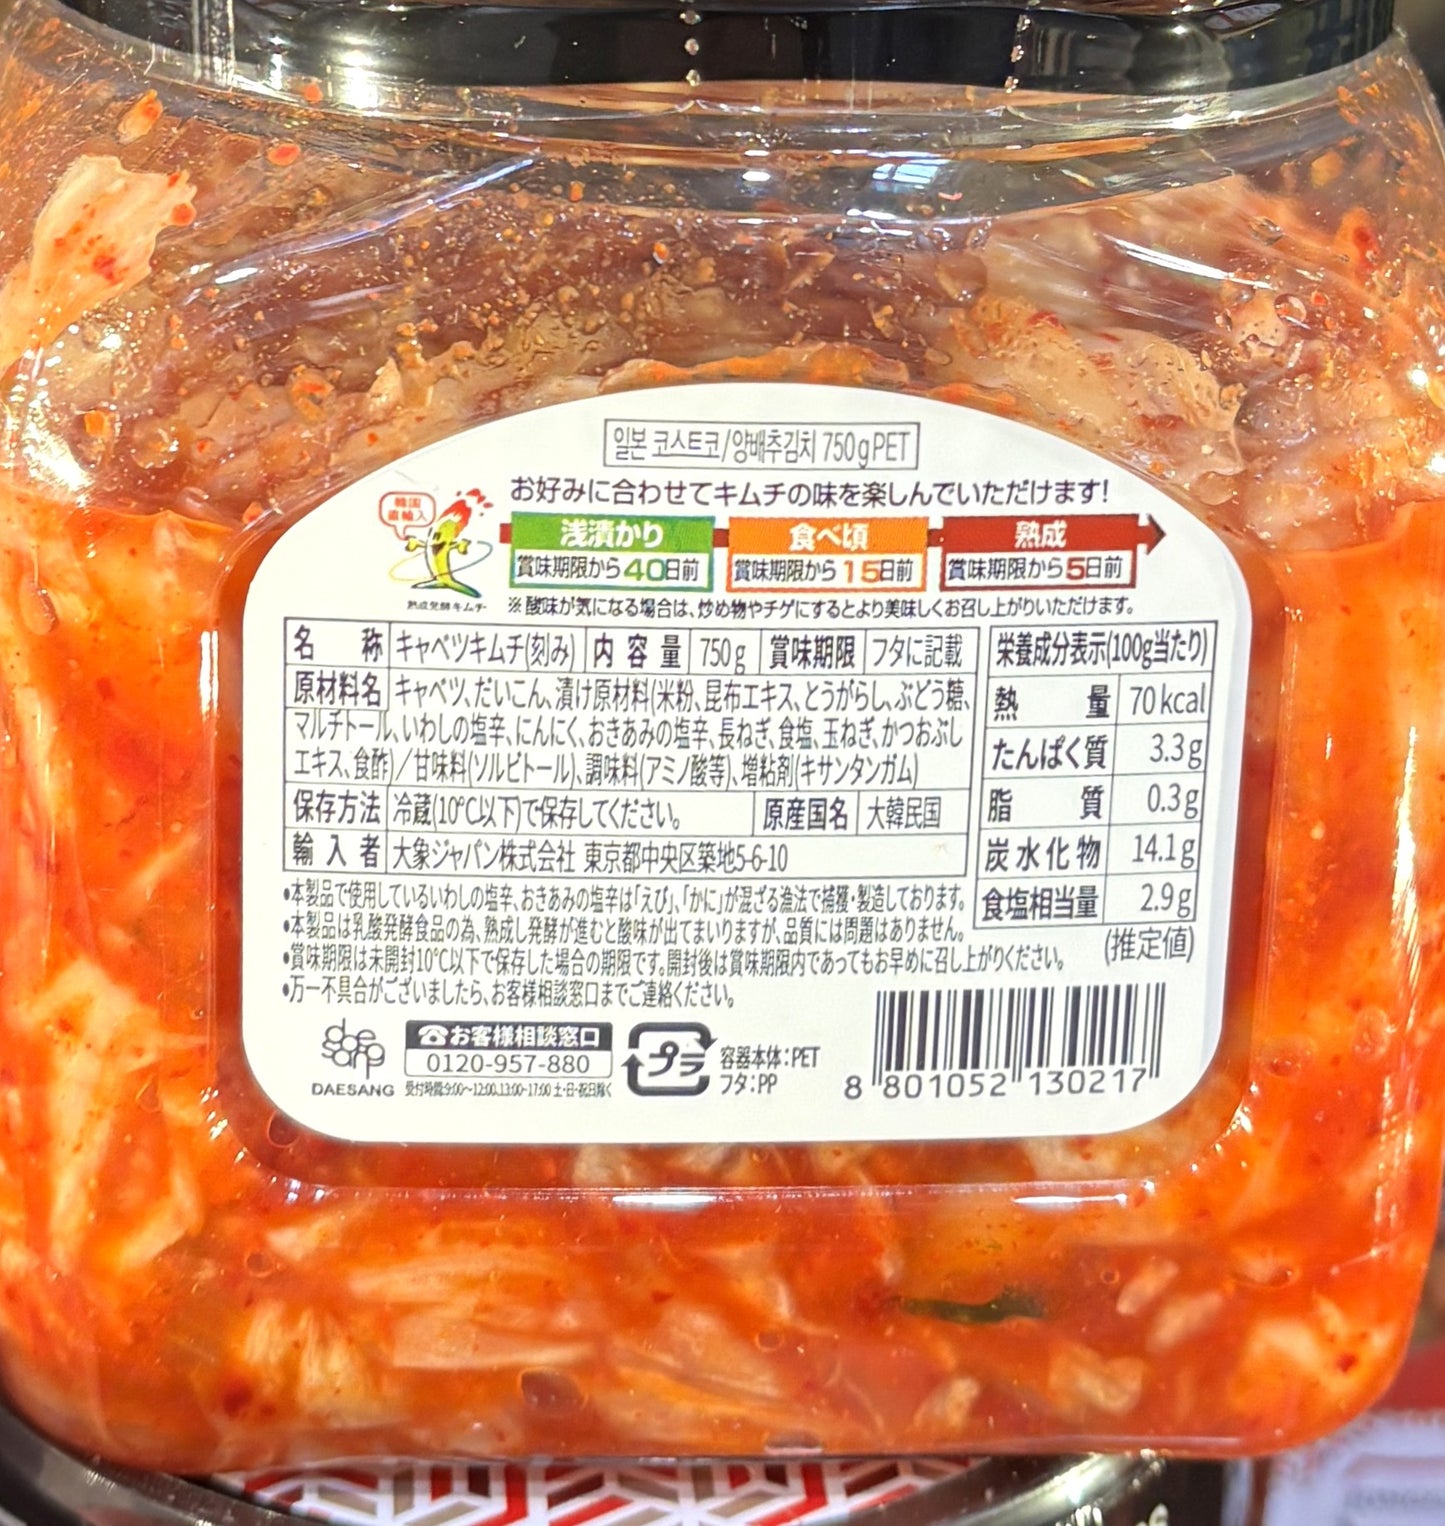 일본 코스트코/양배추김치 750gPET
お好みに合わせてキムチの味を楽しんでいただけます!
韓国
直輸入
浅漬かり 食べ頃 熟成
賞味期限から40日前 賞味期限から15日前 賞味期限から5日前
熟成発酵キムチ
※酸味が気になる場合は、炒め物やチゲにするとより美味しくお召し上がりいただけます。
名 称 キャベツキムチ(刻み) 内容量 750g 賞味期限 フタに記載
原材料名 キャベツ、だいこん、漬け原材料(米粉、昆布エキス、とうがらし、ぶどう糖、
マルチトール、いわしの塩辛、にんにく、おきあみの塩辛、長ねぎ、食塩、玉ねぎ、かつおぶし
エキス、食酢)/甘味料(ソルビトール)、調味料(アミノ酸等)、増粘剤(キサンタンガム)
保存方法 冷蔵(10℃以下)で保存してください。 原産国名 大韓民国
輸入者 大象ジャパン株式会社 東京都中央区築地5-6-10
栄養成分表示(100g当たり)
熱 量 70kcal
たんぱく質 3.3g
脂 質 0.3g
炭水化物 14.1g
食塩相当量 2.9g
(推定値)
•本製品で使用しているいわしの塩辛、おきあみの塩辛は「えび」、「かに」が混ざる漁法で捕獲・製造しております。
•本製品は乳酸発酵食品の為、熟成し発酵が進むと酸味が出てまいりますが、品質には問題はありません。
•賞味期限は未開封10℃以下で保存した場合の期限です。開封後は賞味期限内であってもお早めに召し上がりください。
•万一不具合がございましたら、お客様相談窓口までご連絡ください。
daesang
DAESANG
☎お客様相談窓口
0120-957-880
受付時間:9:00~12:00、13:00~17:00 土・日・祝日除く
プラ
容器本体:PET
フタ:PP
8 801052 130217